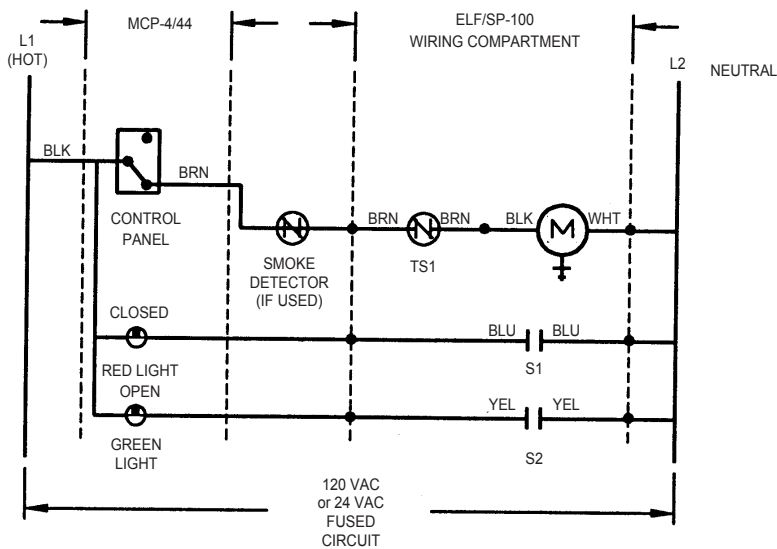 MCP-4/44
ELF/SP-100
WIRING COMPARTMENT
L1
(HOT)
L2
NEUTRAL
BLK
BRN
CONTROL
PANEL
BRN
BRN
BLK
M
WHT
SMOKE
DETECTOR
(IF USED)
TS1
CLOSED
BLU
BLU
RED LIGHT
S1
OPEN
YEL
YEL
GREEN
LIGHT
S2
120 VAC
or 24 VAC
FUSED
CIRCUIT